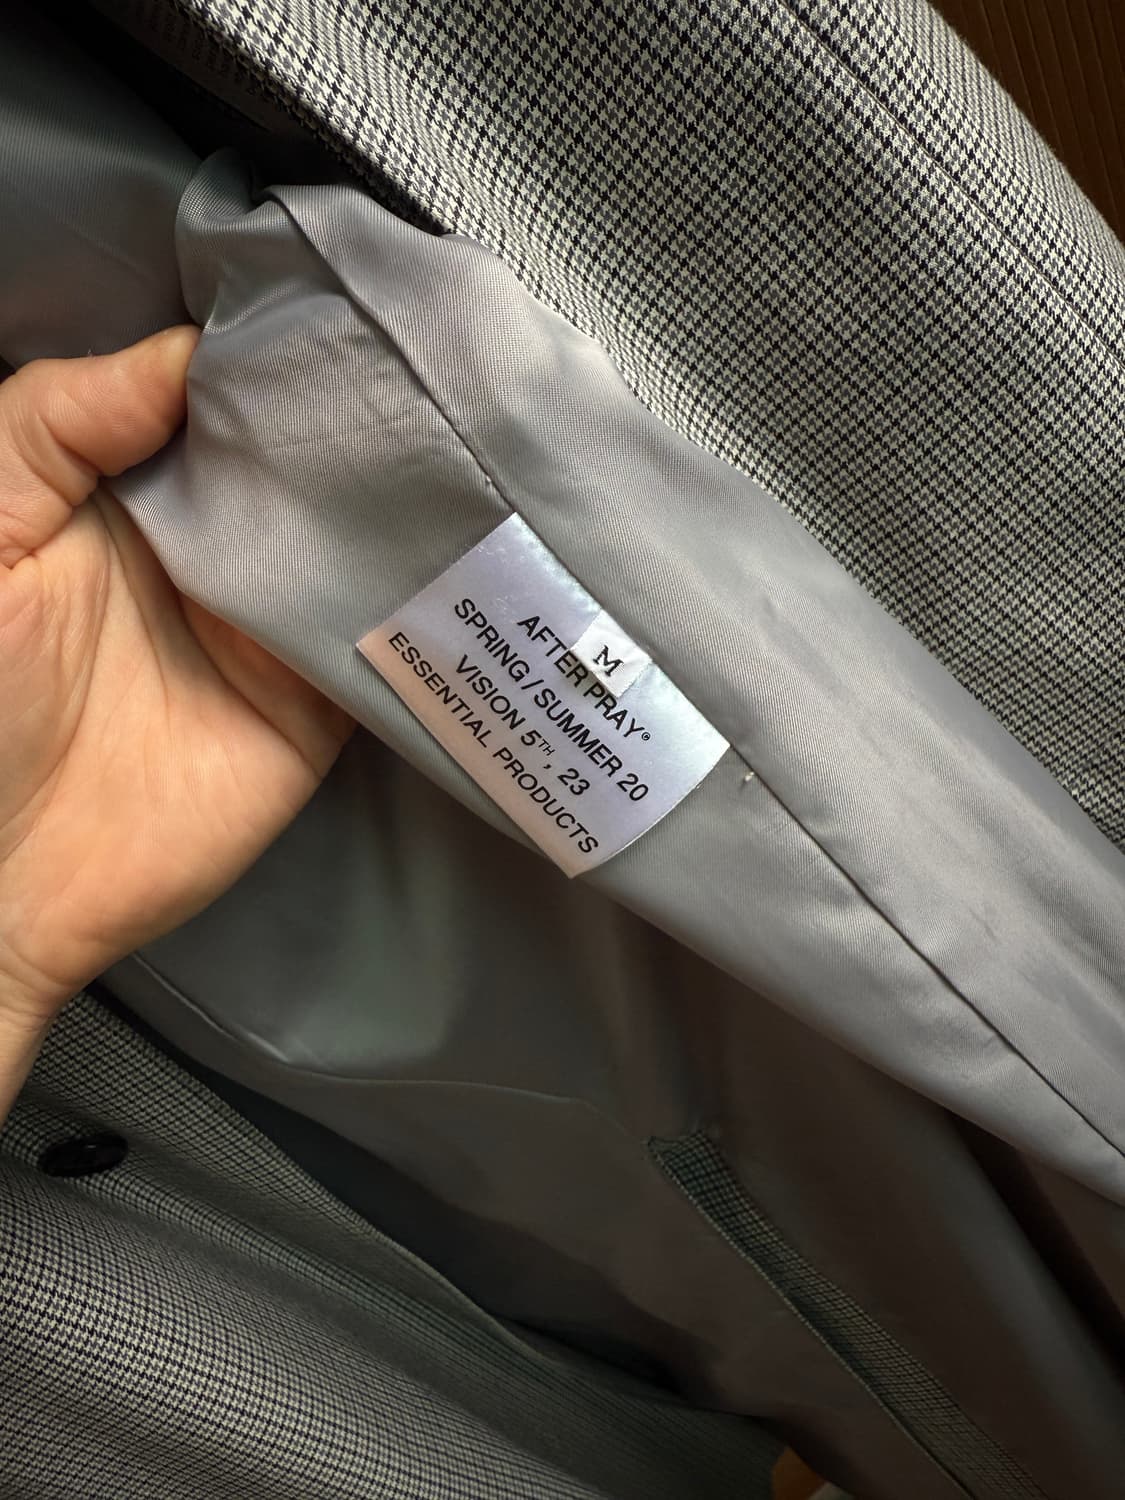 M
AFTER PRAY®
SPRING / SUMMER 20
VISION 5TH, 23
ESSENTIAL PRODUCTS